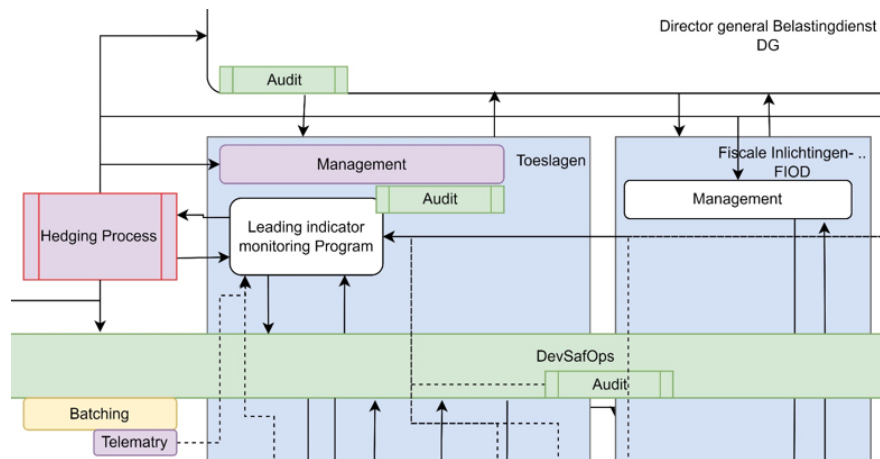 Director general Belastingdienst
DG
Audit
Management
Toeslagen
Fiscale Inlichtingen- ..
FIOD
Audit
Management
Hedging Process
Leading indicator
monitoring Program
DevSafOps
Audit
Batching
Telematry